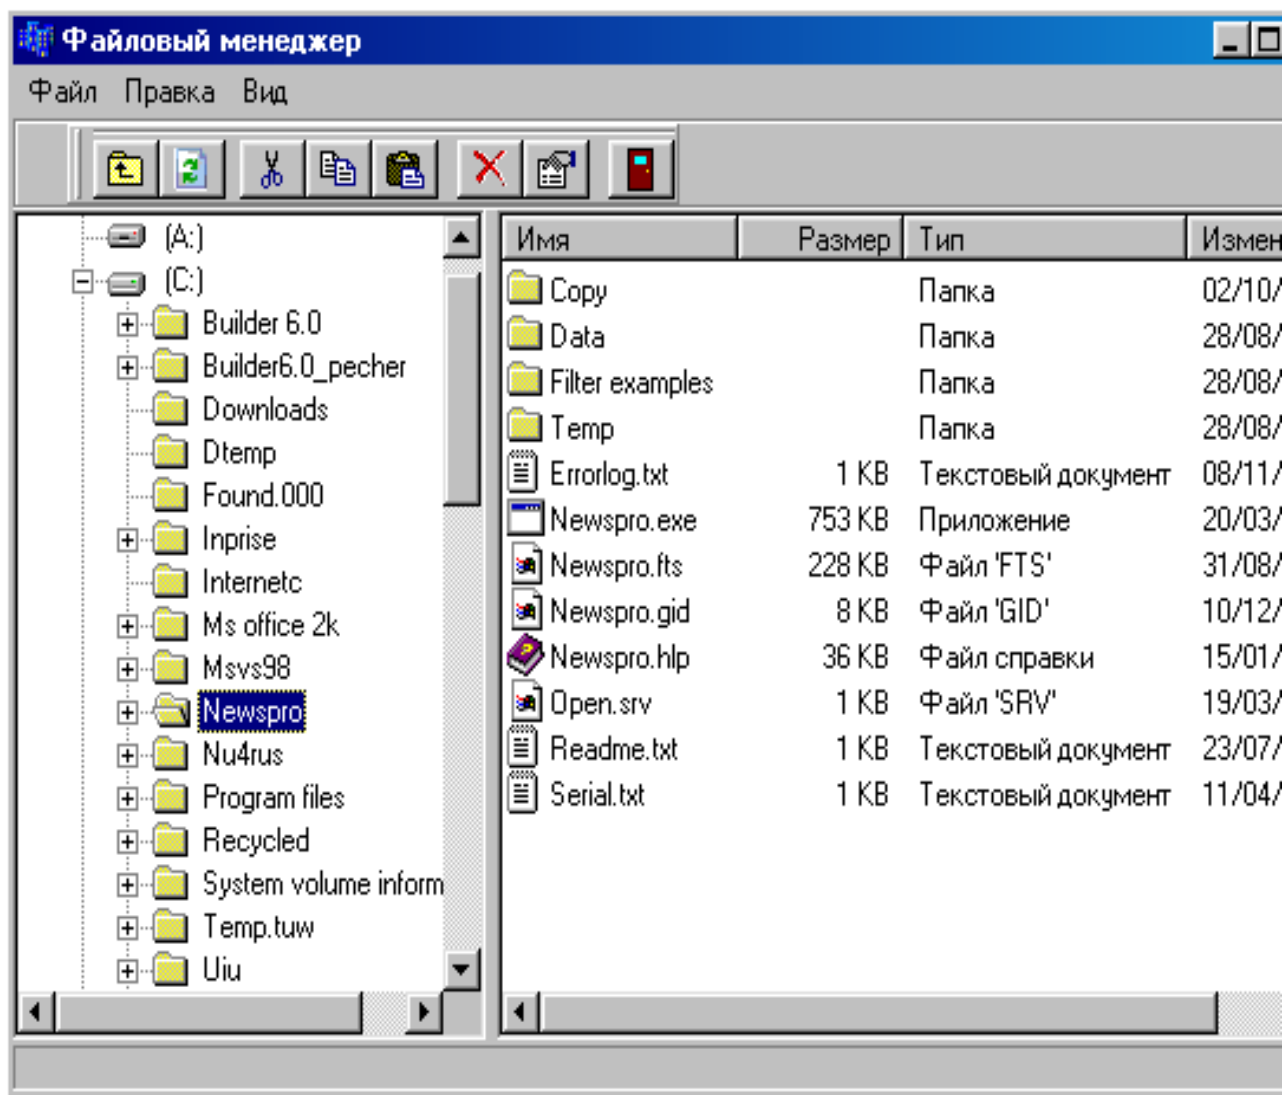 Файловый менеджер
Файл Правка Вид
(A:)
(C:)
Builder 6.0
Builder6.0_pecher
Downloads
Dtemp
Found.000
Inprise
Internetc
Ms office 2k
Msvs98
Newspro
Nu4rus
Program files
Recycled
System volume inform
Temp.tuw
Uiu
Имя Размер Тип Измен
Copy Папка 02/10/
Data Папка 28/08/
Filter examples Папка 28/08/
Temp Папка 28/08/
Errorlog.txt 1 KB Текстовый документ 08/11/
Newspro.exe 753 KB Приложение 20/03/
Newspro.fts 228 KB Файл 'FTS' 31/08/
Newspro.gid 8 KB Файл 'GID' 10/12/
Newspro.hlp 36 KB Файл справки 15/01/
Open.srv 1 KB Файл 'SRV' 19/03/
Readme.txt 1 KB Текстовый документ 23/07/
Serial.txt 1 KB Текстовый документ 11/04/